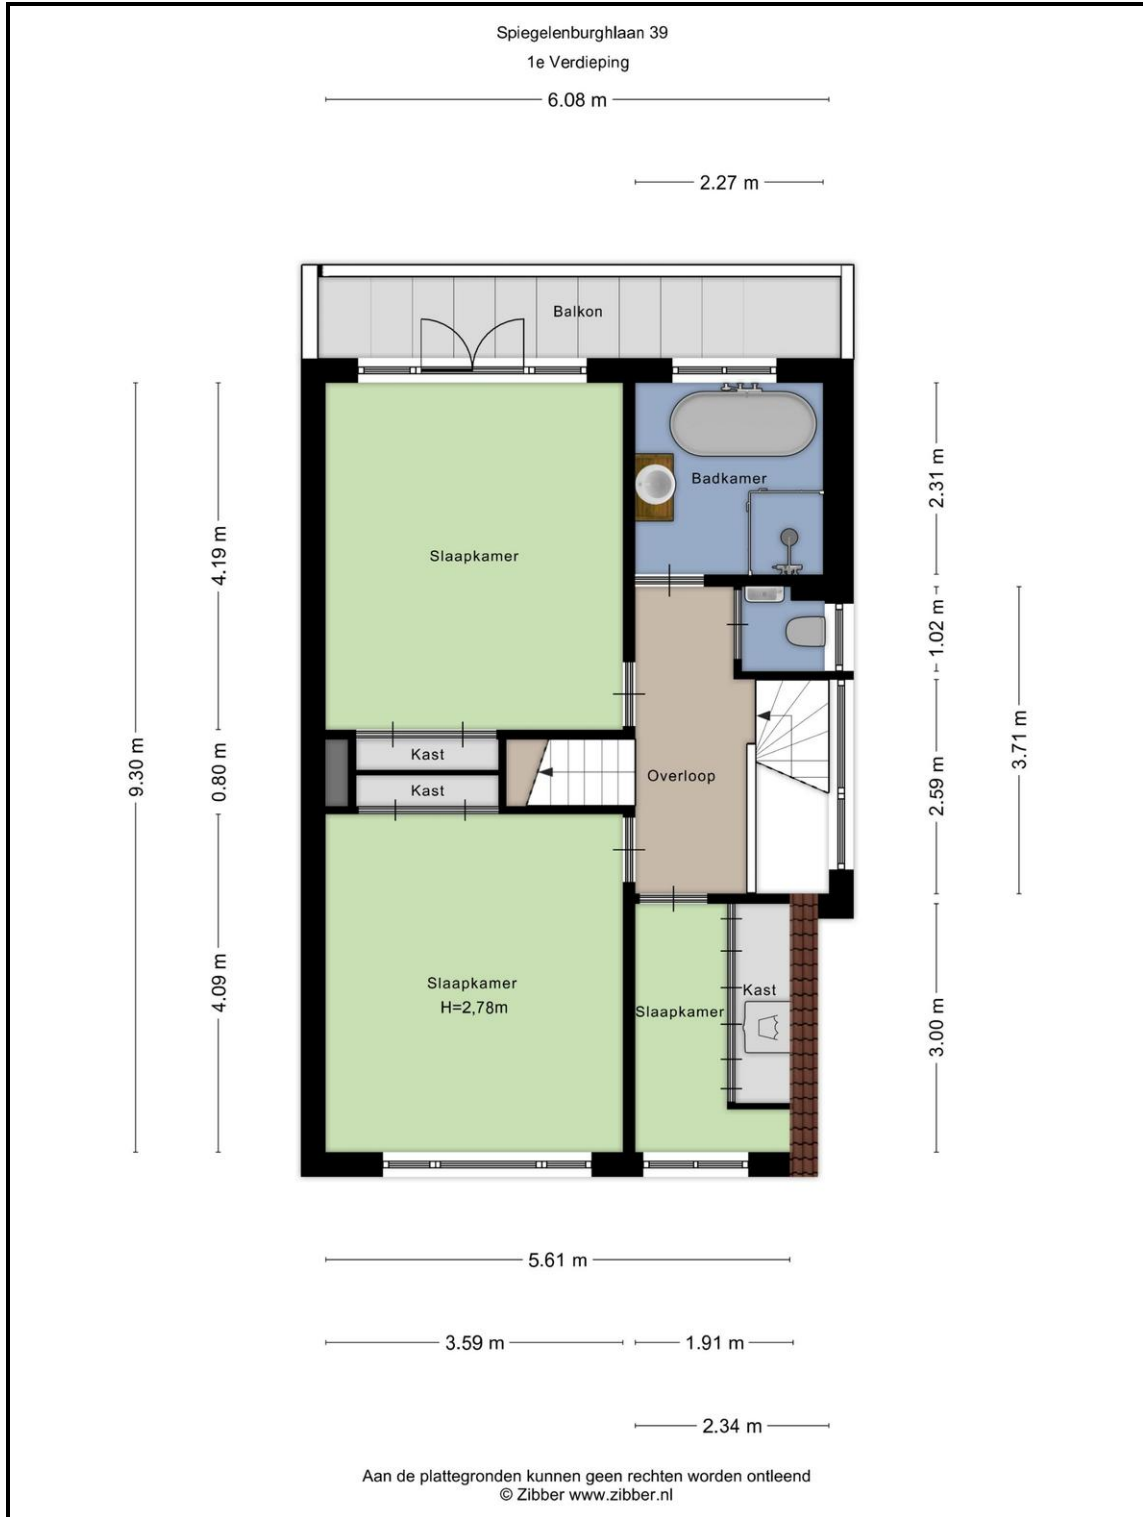 Spiegelenburghlaan 39
1e Verdieping
6.08 m
2.27 m
Balkon
Badkamer
2.31 m
4.19 m
Slaapkamer
1.02 m
3.71 m
9.30 m
0.80 m
Kast
Kast
Overloop
2.59 m
4.09 m
Slaapkamer
H=2,78m
Slaapkamer
Kast
3.00 m
5.61 m
3.59 m
1.91 m
2.34 m
Aan de plattegronden kunnen geen rechten worden ontleend
© Zibber www.zibber.nl